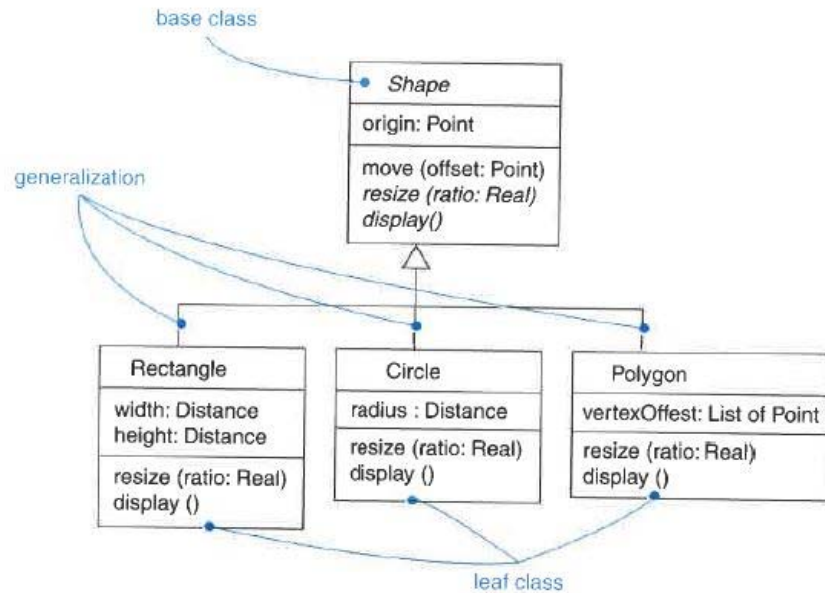 base class
Shape
origin: Point
move (offset: Point)
resize (ratio: Real)
display()
generalization
Rectangle
width: Distance
height: Distance
resize (ratio: Real)
display ()
Circle
radius : Distance
resize (ratio: Real)
display ()
Polygon
vertexOffest: List of Point
resize (ratio: Real)
display ()
leaf class